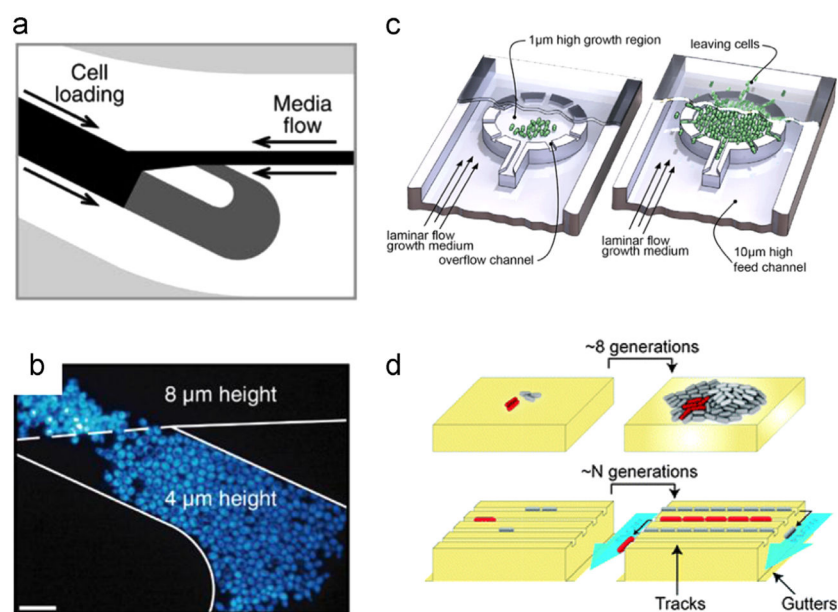 a
Cell
loading
Media
flow
b
8 µm height
4 µm height
c
1µm high growth region
leaving cells
laminar flow
growth medium
overflow channel
laminar flow
growth medium
10µm high
feed channel
d
~8 generations
~N generations
Tracks
Gutters